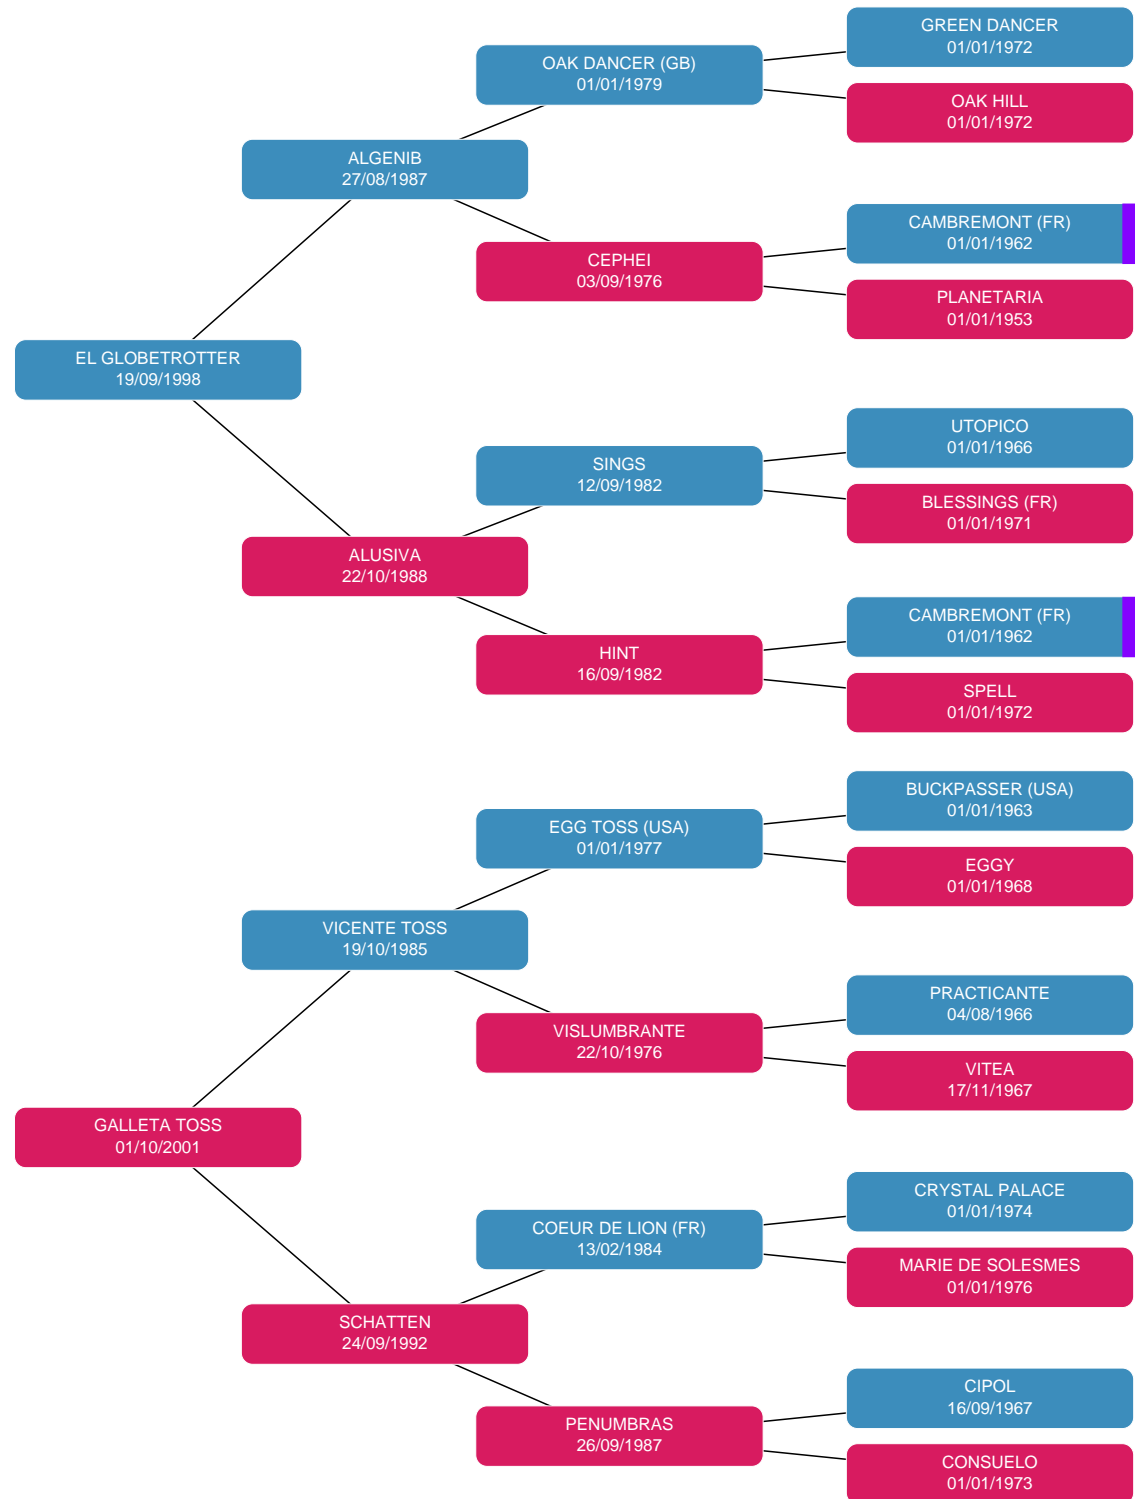 GREEN DANCER
01/01/1972
OAK DANCER (GB)
01/01/1979
OAK HILL
01/01/1972
ALGENIB
27/08/1987
CAMBREMONT (FR)
01/01/1962
CEPHEI
03/09/1976
PLANETARIA
01/01/1953
EL GLOBETROTTER
19/09/1998
UTOPICO
01/01/1966
SINGS
12/09/1982
BLESSINGS (FR)
01/01/1971
ALUSIVA
22/10/1988
CAMBREMONT (FR)
01/01/1962
HINT
16/09/1982
SPELL
01/01/1972
BUCKPASSER (USA)
01/01/1963
EGG TOSS (USA)
01/01/1977
EGGY
01/01/1968
VICENTE TOSS
19/10/1985
PRACTICANTE
04/08/1966
VISLUMBRANTE
22/10/1976
VITEA
17/11/1967
GALLETA TOSS
01/10/2001
CRYSTAL PALACE
01/01/1974
COEUR DE LION (FR)
13/02/1984
MARIE DE SOLESMES
01/01/1976
SCHATTEN
24/09/1992
CIPOL
16/09/1967
PENUMBRAS
26/09/1987
CONSUELO
01/01/1973